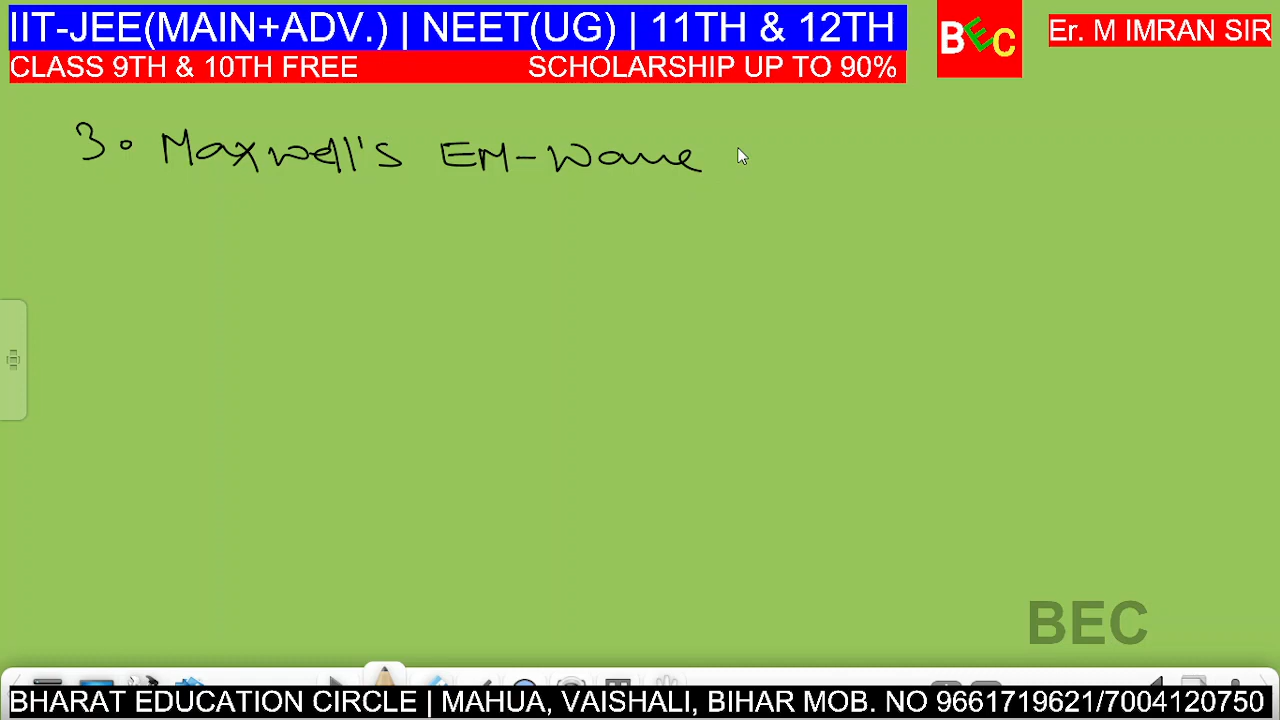 IIT-JEE(MAIN+ADV.) | NEET(UG) | 11TH & 12TH
BEC
Er. M IMRAN SIR
CLASS 9TH & 10TH FREE SCHOLARSHIP UP TO 90%
3. Maxwell's EM-Wave
BEC
BHARAT EDUCATION CIRCLE | MAHUA, VAISHALI, BIHAR MOB. NO 9661719621/7004120750